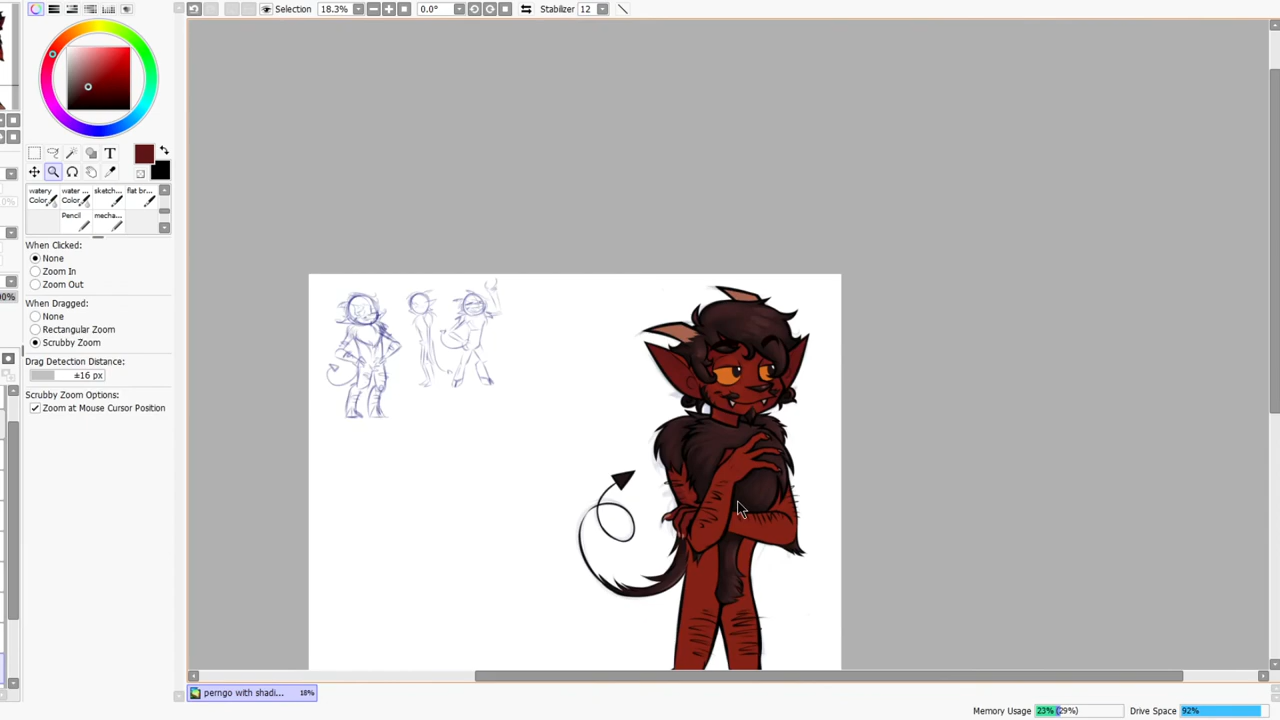 Selection 18.3% 0.0° Stabilizer 12
T
watery Color water ... Color sketch... flat br...
Pencil mecha...
When Clicked:
None
Zoom In
Zoom Out
When Dragged:
None
Rectangular Zoom
Scrubby Zoom
Drag Detection Distance:
±16 px
Scrubby Zoom Options:
Zoom at Mouse Cursor Position
perngo with shadi... 18%
Memory Usage 23% (29%) Drive Space 92%